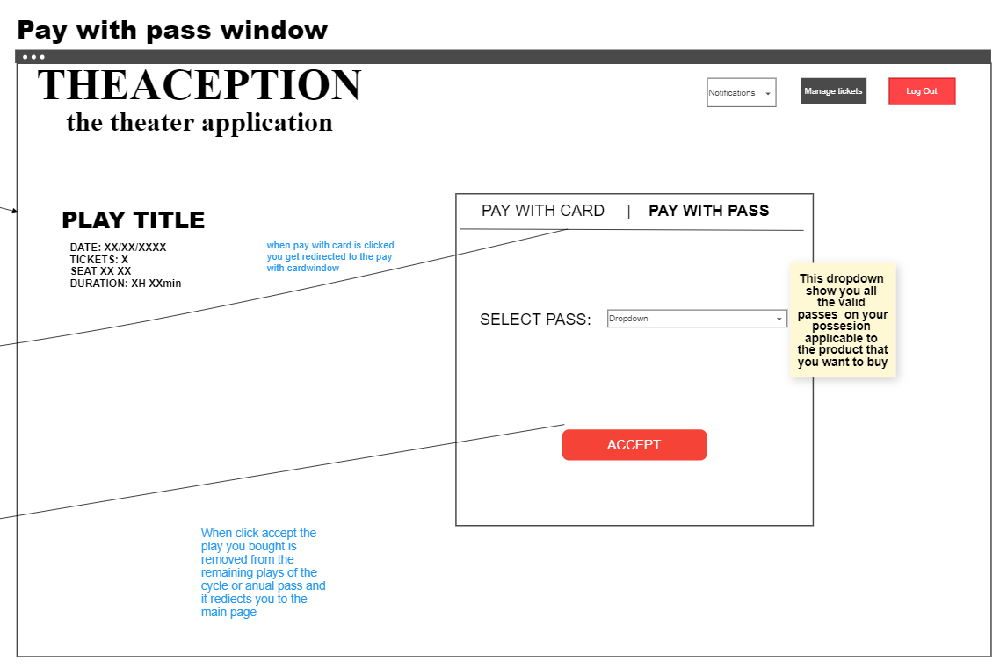 Pay with pass window
THEACEPTION
the theater application
Notifications
Manage tickets
Log Out
PLAY TITLE
DATE: XX/XX/XXXX
TICKETS: X
SEAT XX XX
DURATION: XH XXmin
when pay with card is clicked
you get redirected to the pay
with cardwindow
PAY WITH CARD | PAY WITH PASS
SELECT PASS:
Dropdown
This dropdown
show you all
the valid
passes on your
possesion
applicable to
the product that
you want to buy
ACCEPT
When click accept the
play you bought is
removed from the
remaining plays of the
cycle or anual pass and
it rediects you to the
main page